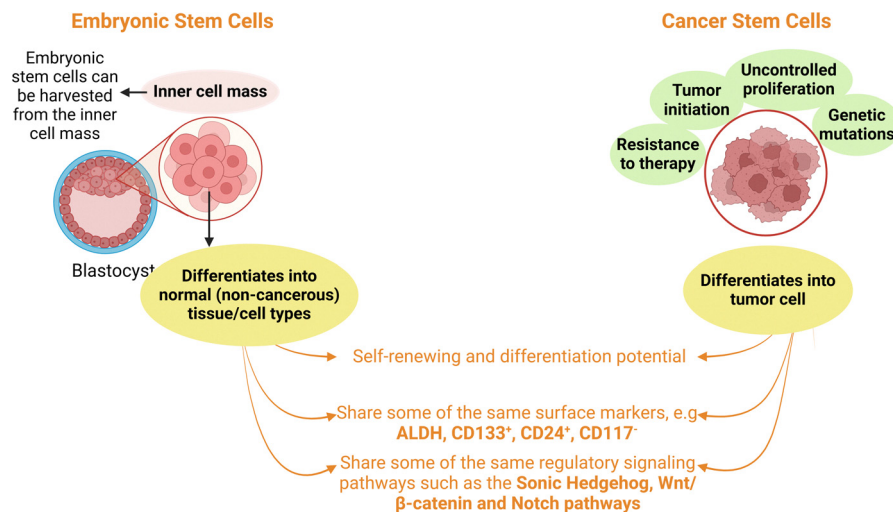 Embryonic Stem Cells
Embryonic
stem cells can
be harvested
from the inner
cell mass
Inner cell mass
Blastocyst
Differentiates into
normal (non-cancerous)
tissue/cell types
Cancer Stem Cells
Resistance
to therapy
Tumor
initiation
Uncontrolled
proliferation
Genetic
mutations
Differentiates into
tumor cell
Self-renewing and differentiation potential
Share some of the same surface markers, e.g
ALDH, CD133⁺, CD24⁺, CD117⁻
Share some of the same regulatory signaling
pathways such as the Sonic Hedgehog, Wnt/
β-catenin and Notch pathways